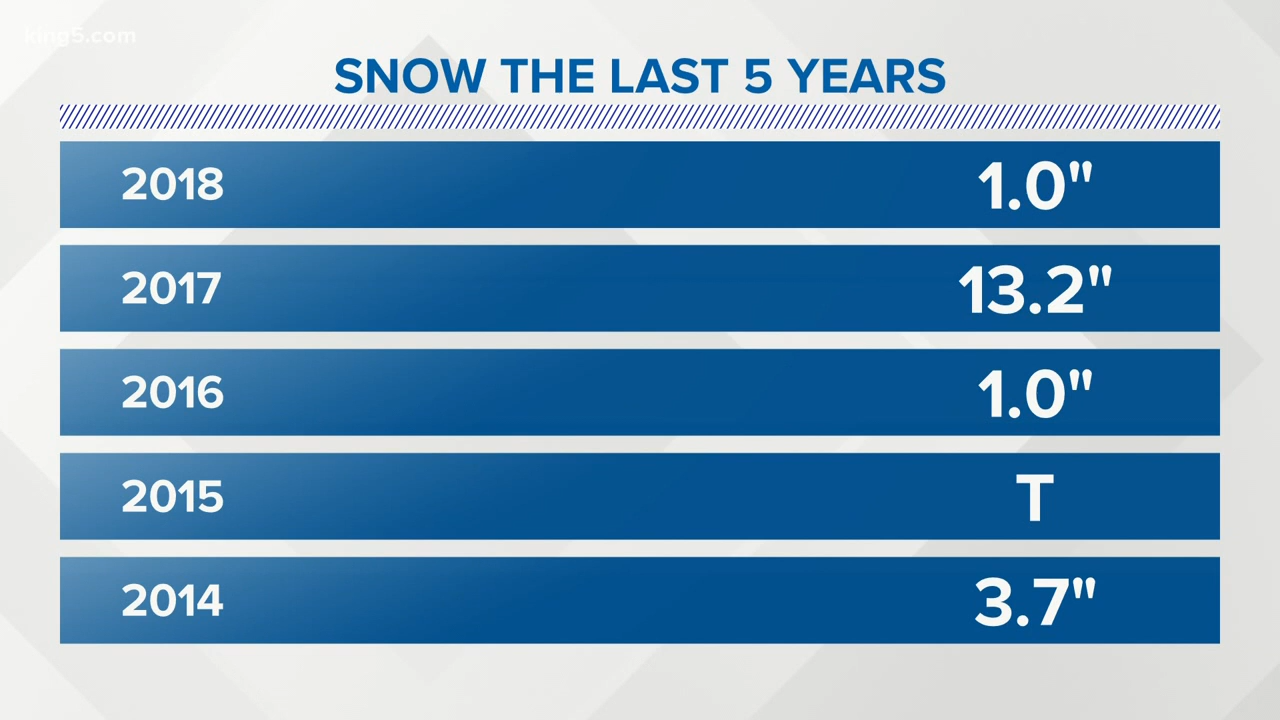 king5.com
SNOW THE LAST 5 YEARS
2018 1.0"
2017 13.2"
2016 1.0"
2015 T
2014 3.7"